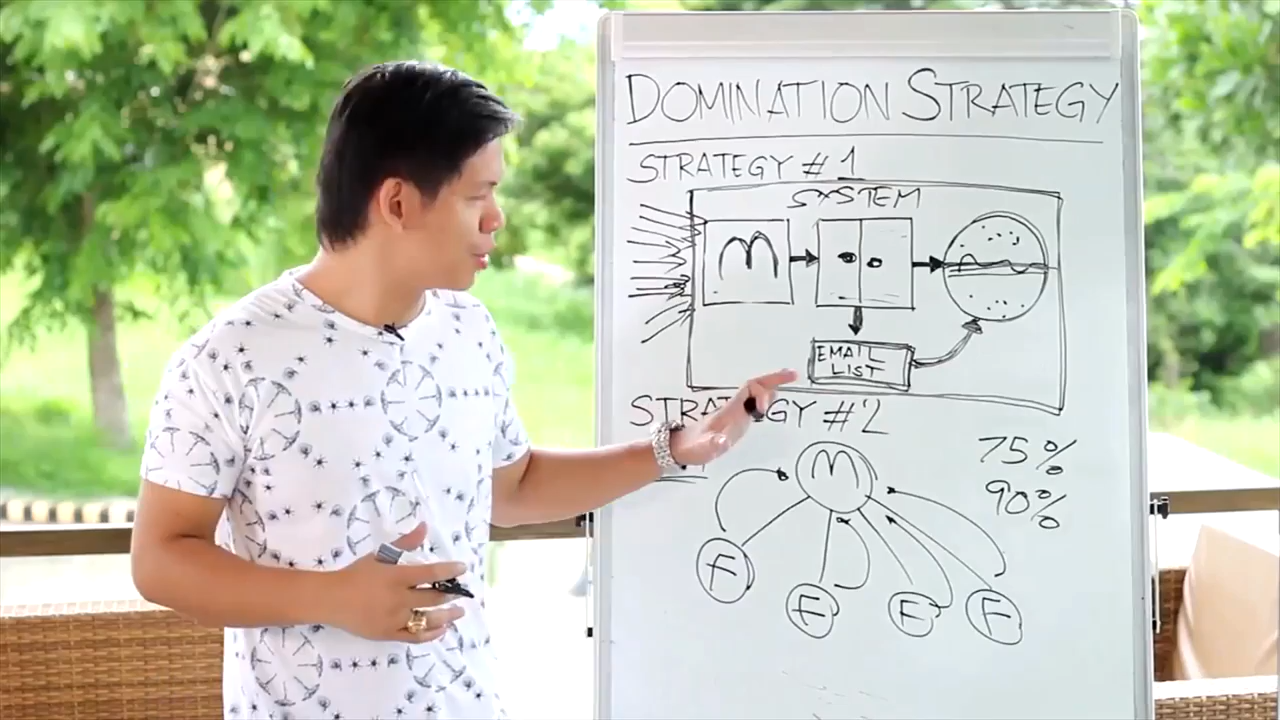 DOMINATION STRATEGY
STRATEGY # 1
SYSTEM
M
EMAIL
LIST
STRATEGY #2
M
75%
90%
F
F
F
F